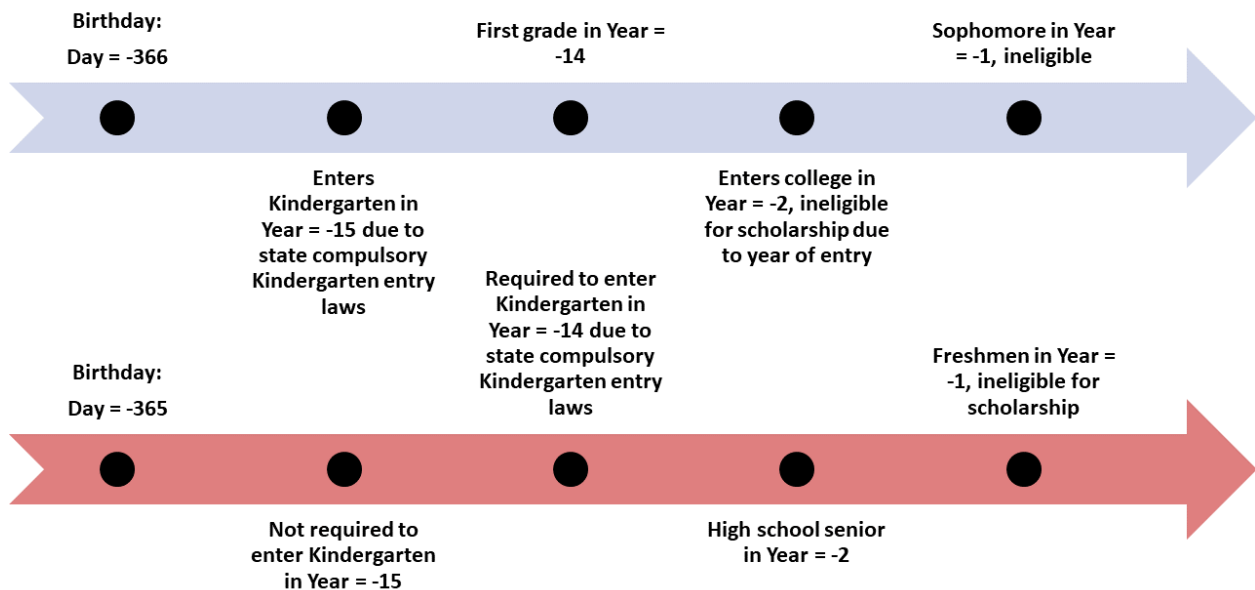 Birthday:
Day = -366
Enters
Kindergarten in
Year = -15 due to
state compulsory
Kindergarten entry
laws
First grade in Year =
-14
Enters college in
Year = -2, ineligible
for scholarship due
to year of entry
Sophomore in Year
= -1, ineligible
Birthday:
Day = -365
Not required to
enter Kindergarten
in Year = -15
Required to enter
Kindergarten in
Year = -14 due to
state compulsory
Kindergarten entry
laws
High school senior
in Year = -2
Freshmen in Year =
-1, ineligible for
scholarship